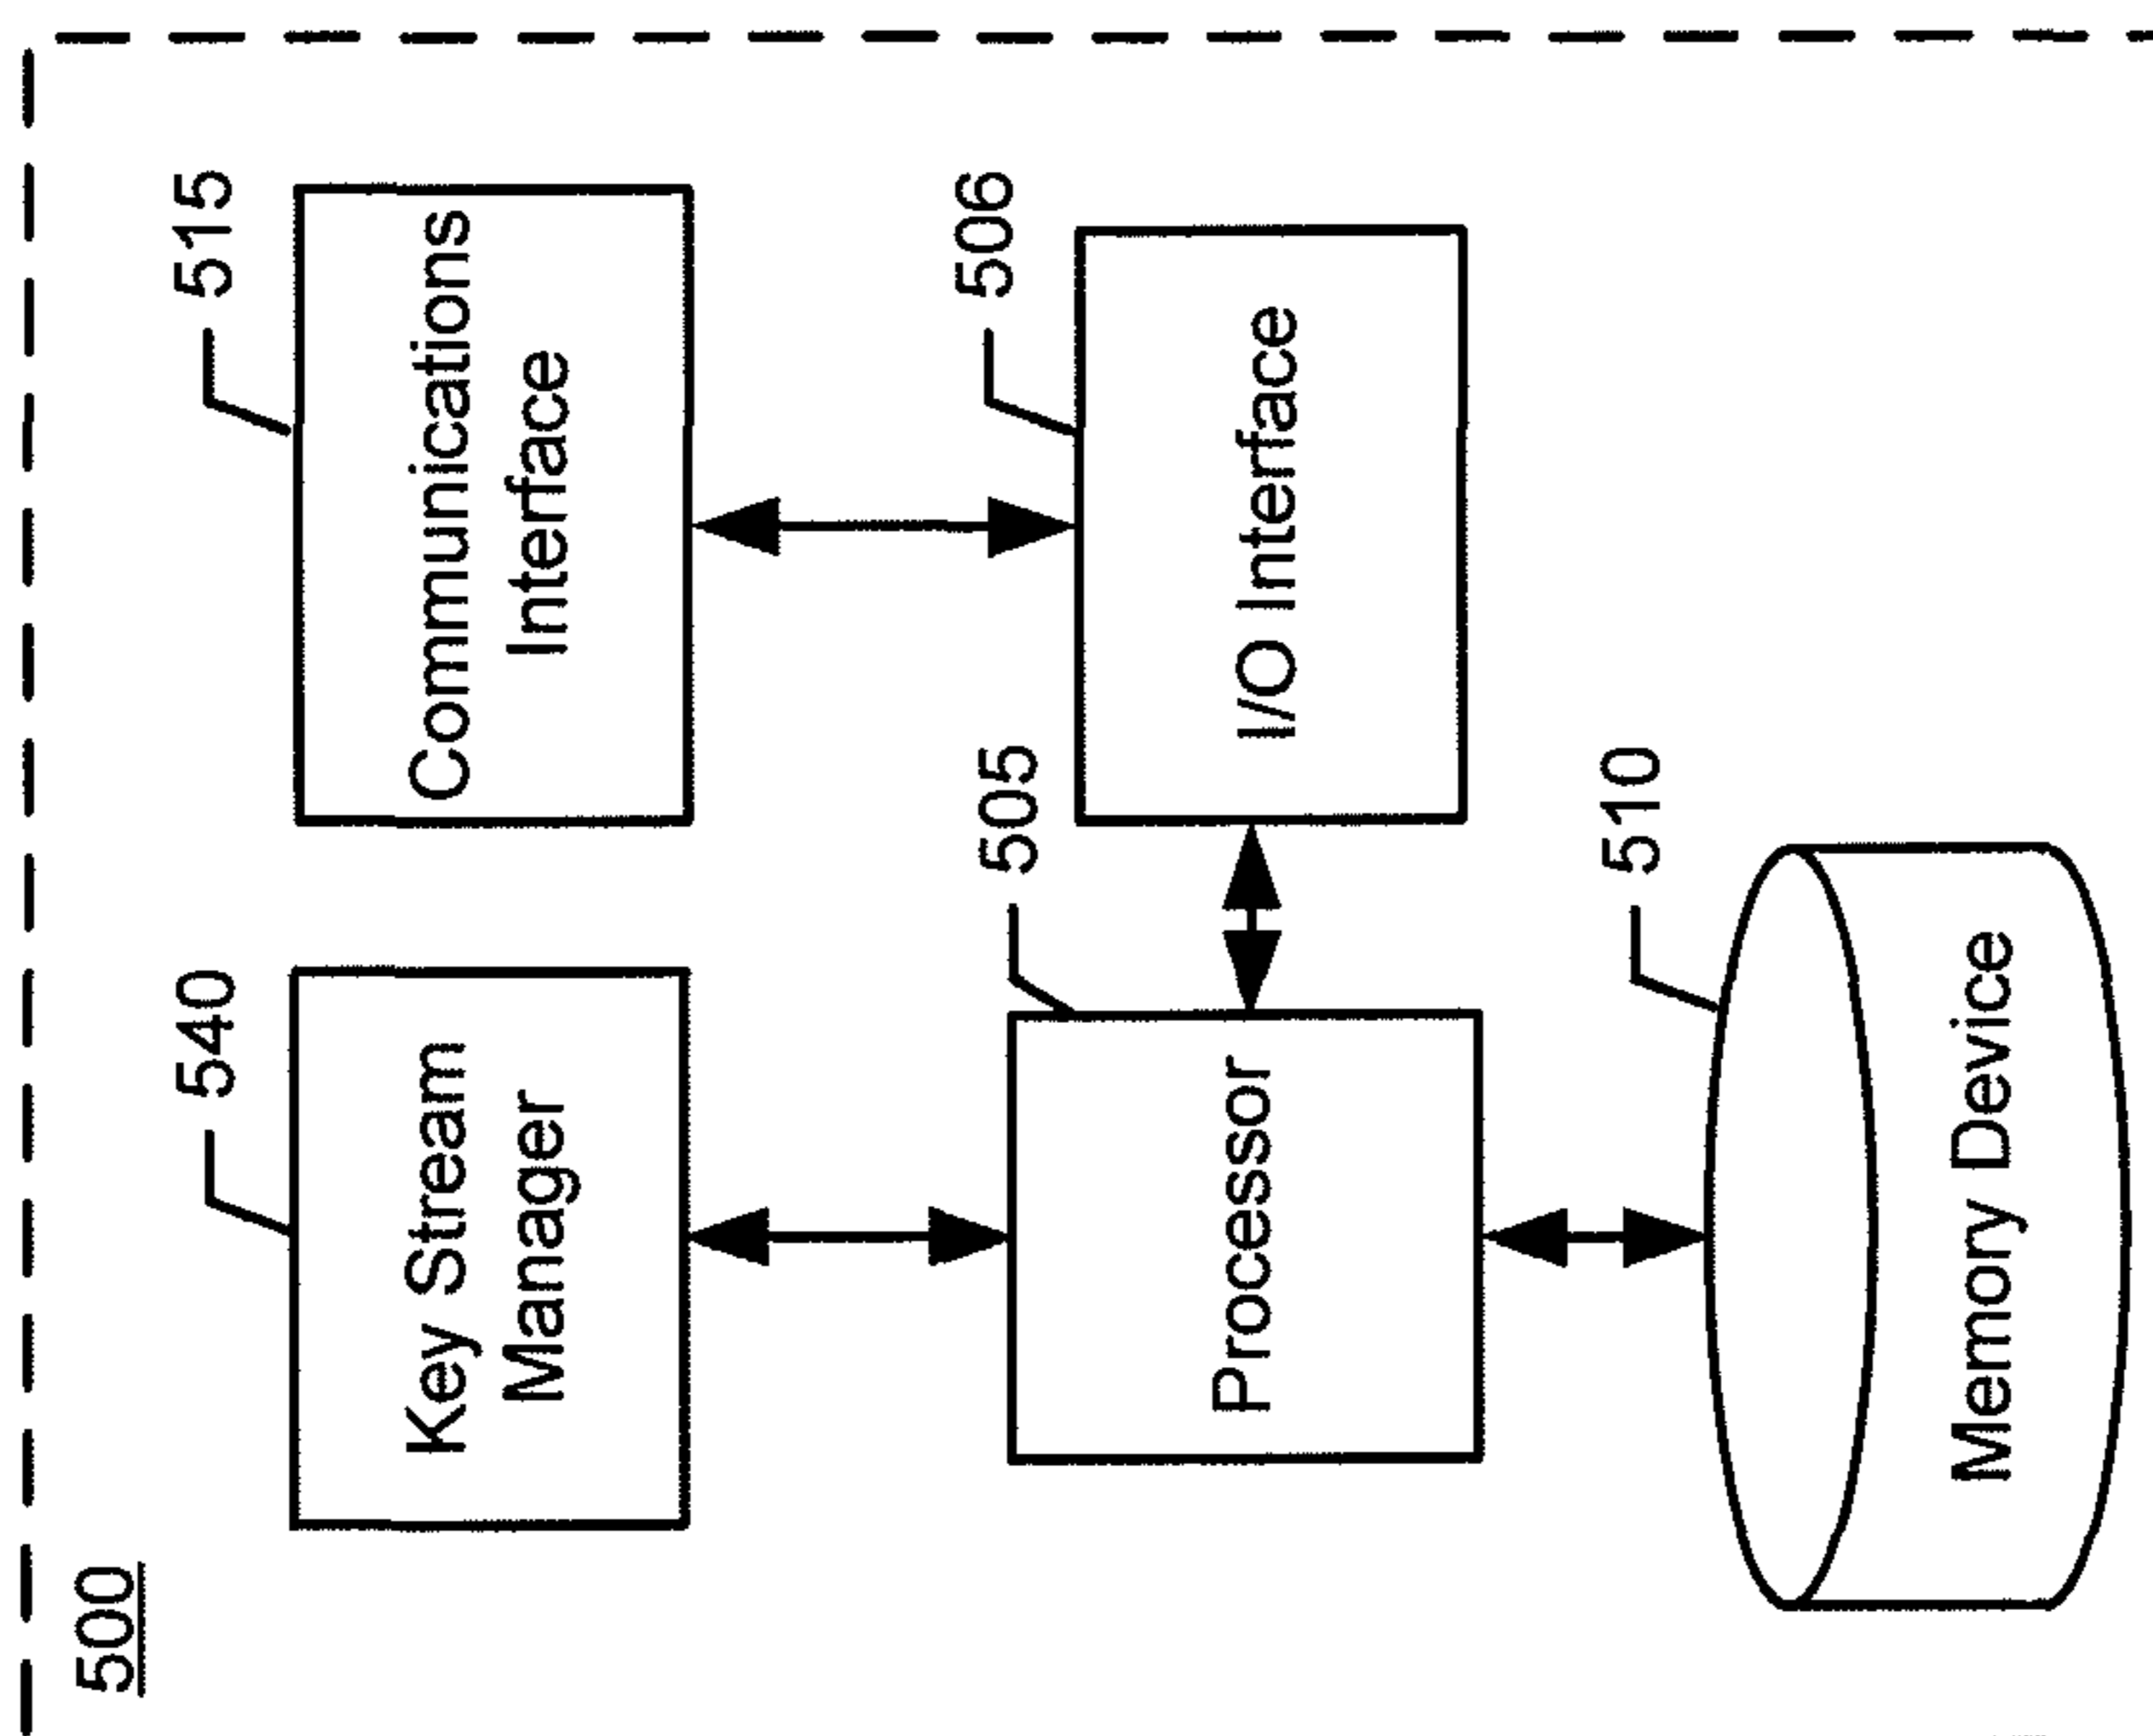 500
540
Key Stream
Manager
515
Communications
Interface
505
Processor
506
I/O Interface
510
Memory Device